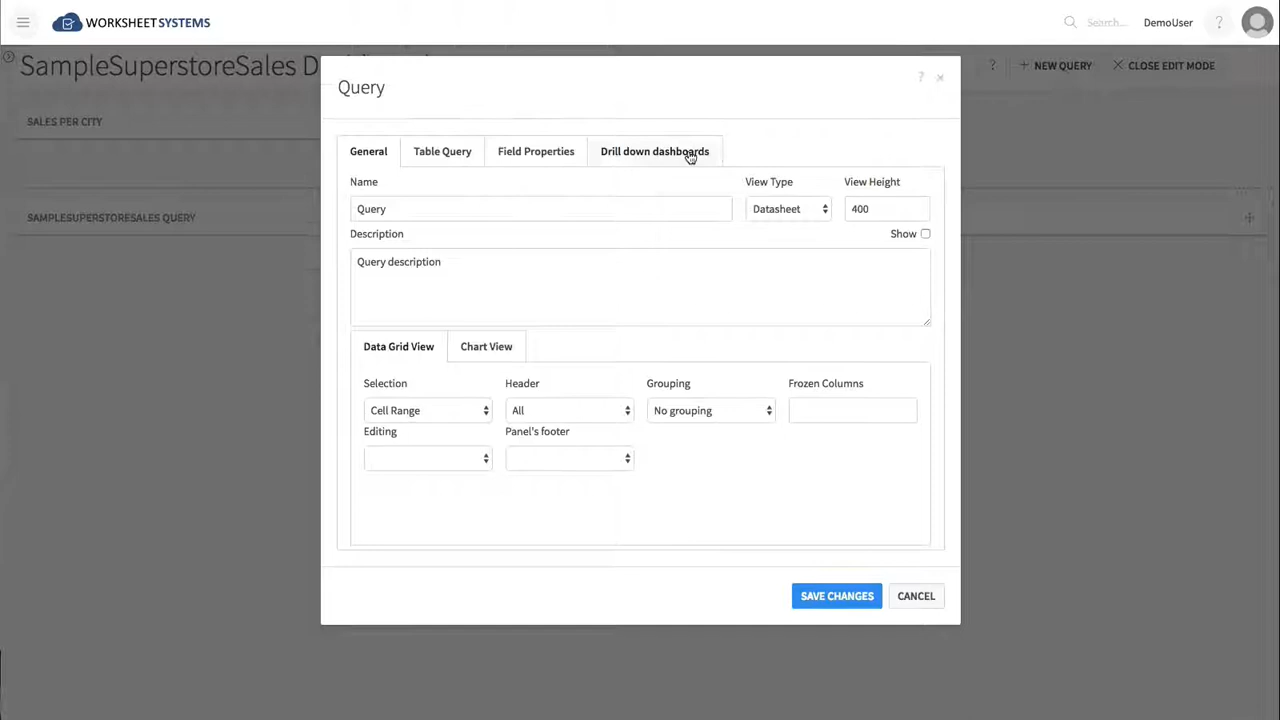 WORKSHEETSYSTEMS
Search...
DemoUser
?
SampleSuperstoreSales D
?
+ NEW QUERY
× CLOSE EDIT MODE
SALES PER CITY
SAMPLESUPERSTORESALES QUERY
Query
? ×
General Table Query Field Properties Drill down dashboards
Name View Type View Height
Query Datasheet 400
Description Show
Query description
Data Grid View Chart View
Selection Header Grouping Frozen Columns
Cell Range All No grouping
Editing Panel's footer
SAVE CHANGES CANCEL